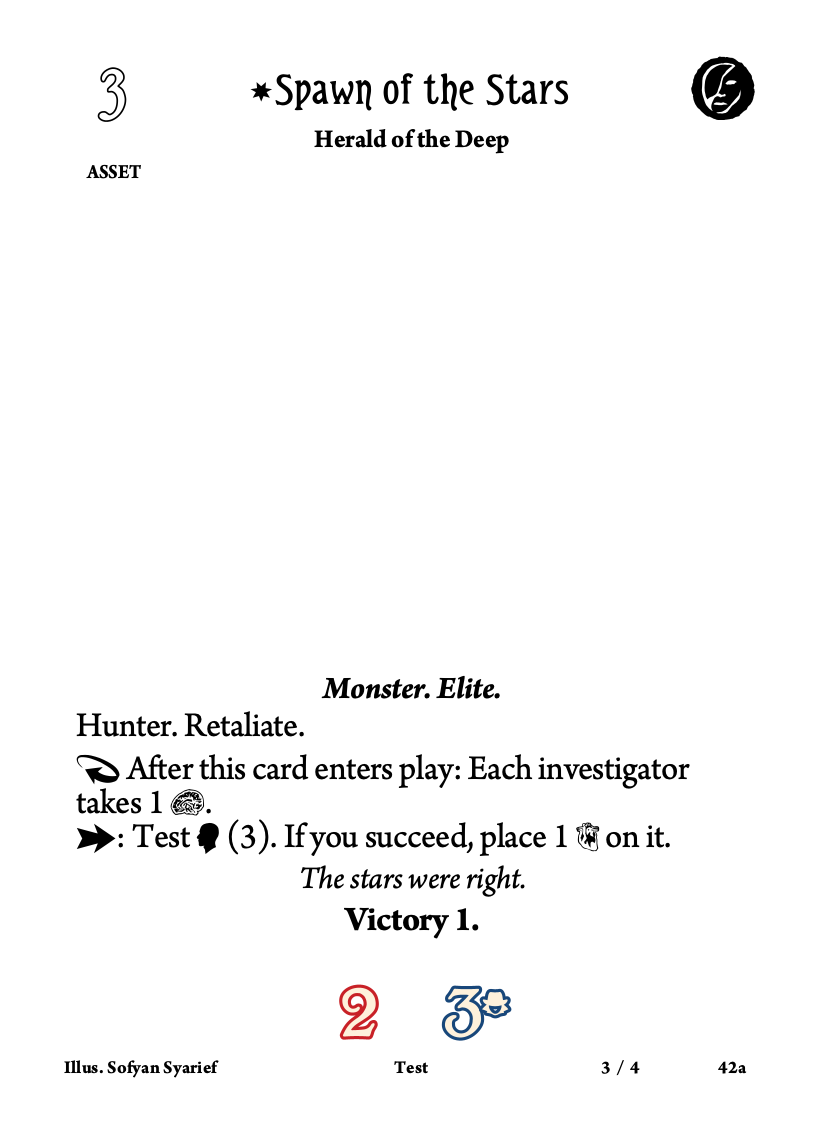 3
Spawn of the Stars
Herald of the Deep
ASSET
Monster. Elite.
Hunter. Retaliate.
After this card enters play: Each investigator
takes 1 .
: Test (3). If you succeed, place 1 on it.
The stars were right.
Victory 1.
2 3
Illus. Sofyan Syarief Test 3 / 4 42a